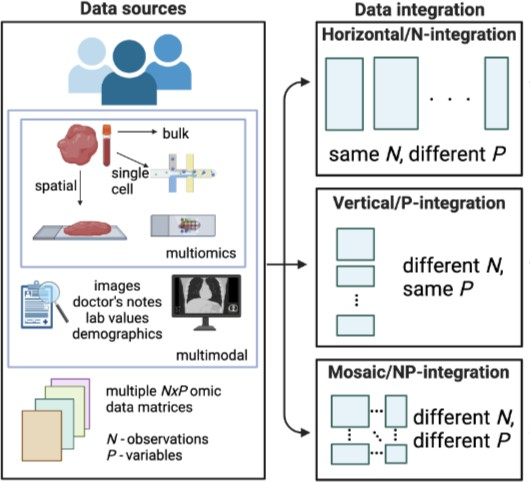 Data sources
bulk
single
cell
spatial
multiomics
images
doctor's notes
lab values
demographics
multimodal
multiple NxP omic
data matrices
N - observations
P - variables
Data integration
Horizontal/N-integration
. . .
same N, different P
Vertical/P-integration
different N,
same P
Mosaic/NP-integration
different N,
different P